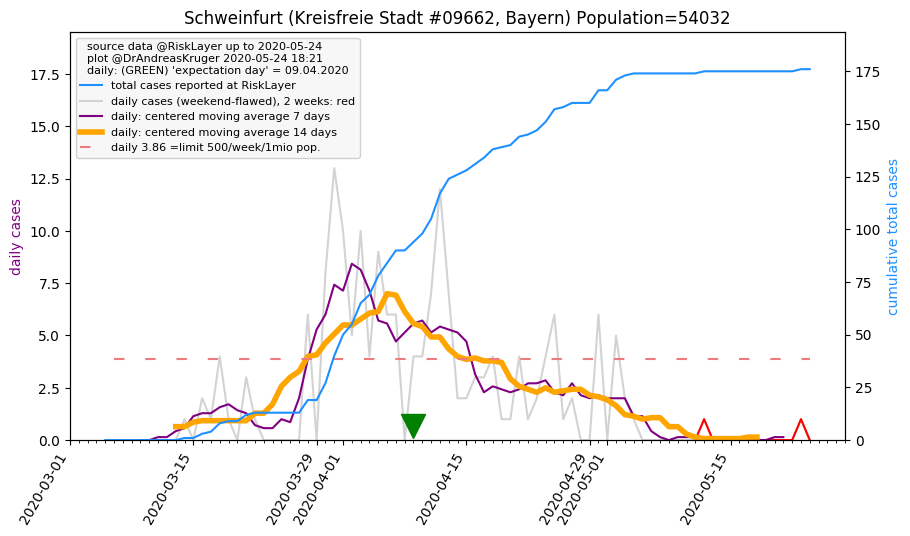 Schweinfurt (Kreisfreie Stadt #09662, Bayern) Population=54032
source data @RiskLayer up to 2020-05-24
plot @DrAndreasKruger 2020-05-24 18:21
daily: (GREEN) 'expectation day' = 09.04.2020
total cases reported at RiskLayer
daily cases (weekend-flawed), 2 weeks: red
daily: centered moving average 7 days
daily: centered moving average 14 days
daily 3.86 =limit 500/week/1mio pop.
daily cases
17.5
15.0
12.5
10.0
7.5
5.0
2.5
0.0
175
150
125
100
75
50
25
0
cumulative total cases
2020-03-01
2020-03-15
2020-03-29
2020-04-01
2020-04-15
2020-04-29
2020-05-01
2020-05-15